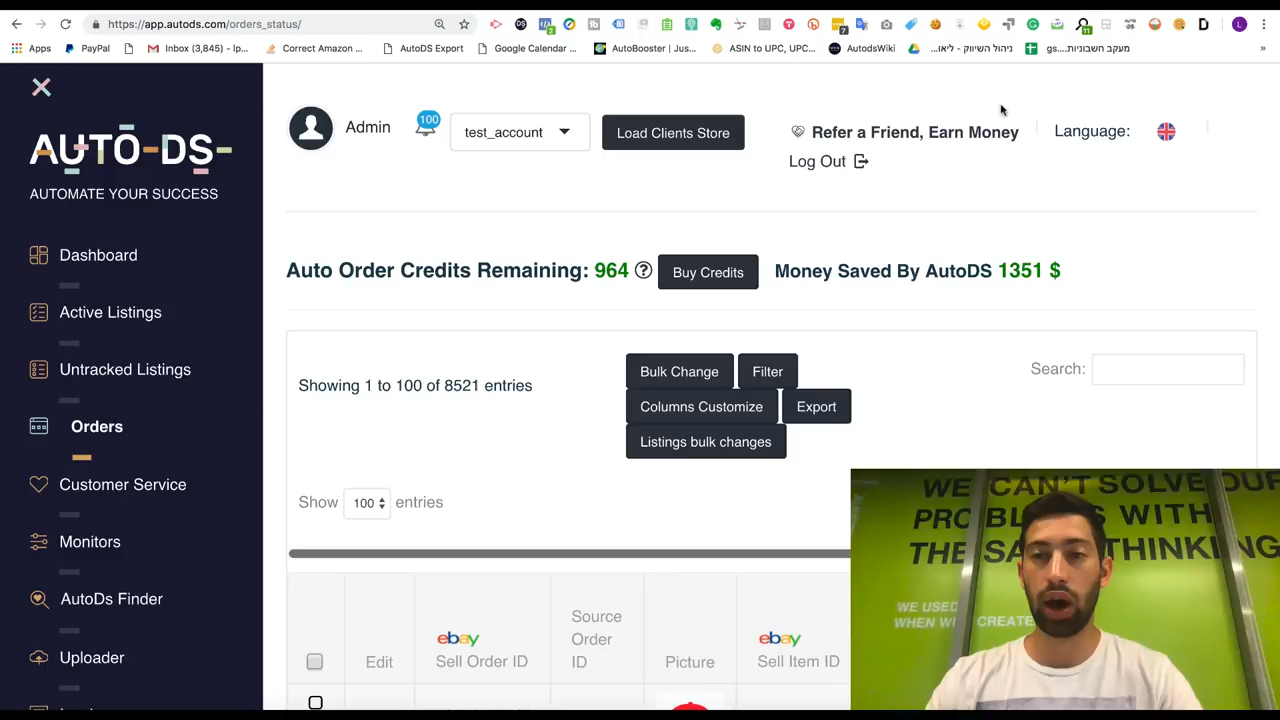 https://app.autods.com/orders_status/
2
7
11
L
Apps
PayPal
Inbox (3,845) - lp...
Correct Amazon ...
AutoDS Export
Google Calendar ...
AutoBooster | Jus...
ASIN to UPC, UPC...
AutodsWiki
ניהול השיווק - ליאו...
מעקב חשבוניות.gs...
»
AUTO-DS-
AUTOMATE YOUR SUCCESS
Admin
100
test_account
Load Clients Store
Refer a Friend, Earn Money
Log Out
Language:
Dashboard
Active Listings
Untracked Listings
Orders
Customer Service
Monitors
AutoDs Finder
Uploader
Auto Order Credits Remaining: 964
Buy Credits
Money Saved By AutoDS 1351 $
Showing 1 to 100 of 8521 entries
Bulk Change
Filter
Columns Customize
Export
Listings bulk changes
Search:
Show 100 entries
Edit
ebay
Sell Order ID
Source
Order
ID
Picture
ebay
Sell Item ID
WE CAN'T SOLVE OUR
WITH
THE THINKING
WE USED
WHEN WE CREATE